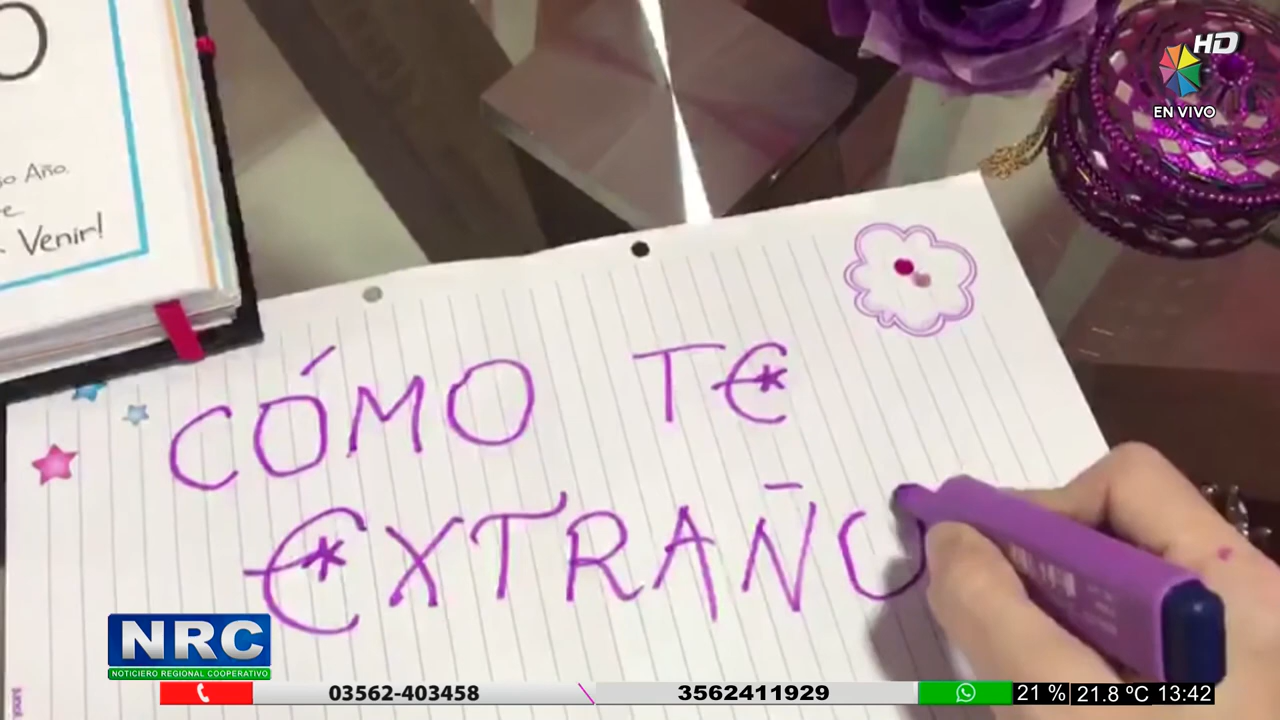 HD
EN VIVO
O
Año.
Venir!
CÓMO TE
EXTRAÑO
NRC
NOTICIERO REGIONAL COOPERATIVO
03562-403458
3562411929
21 % 21.8 ºC 13:42